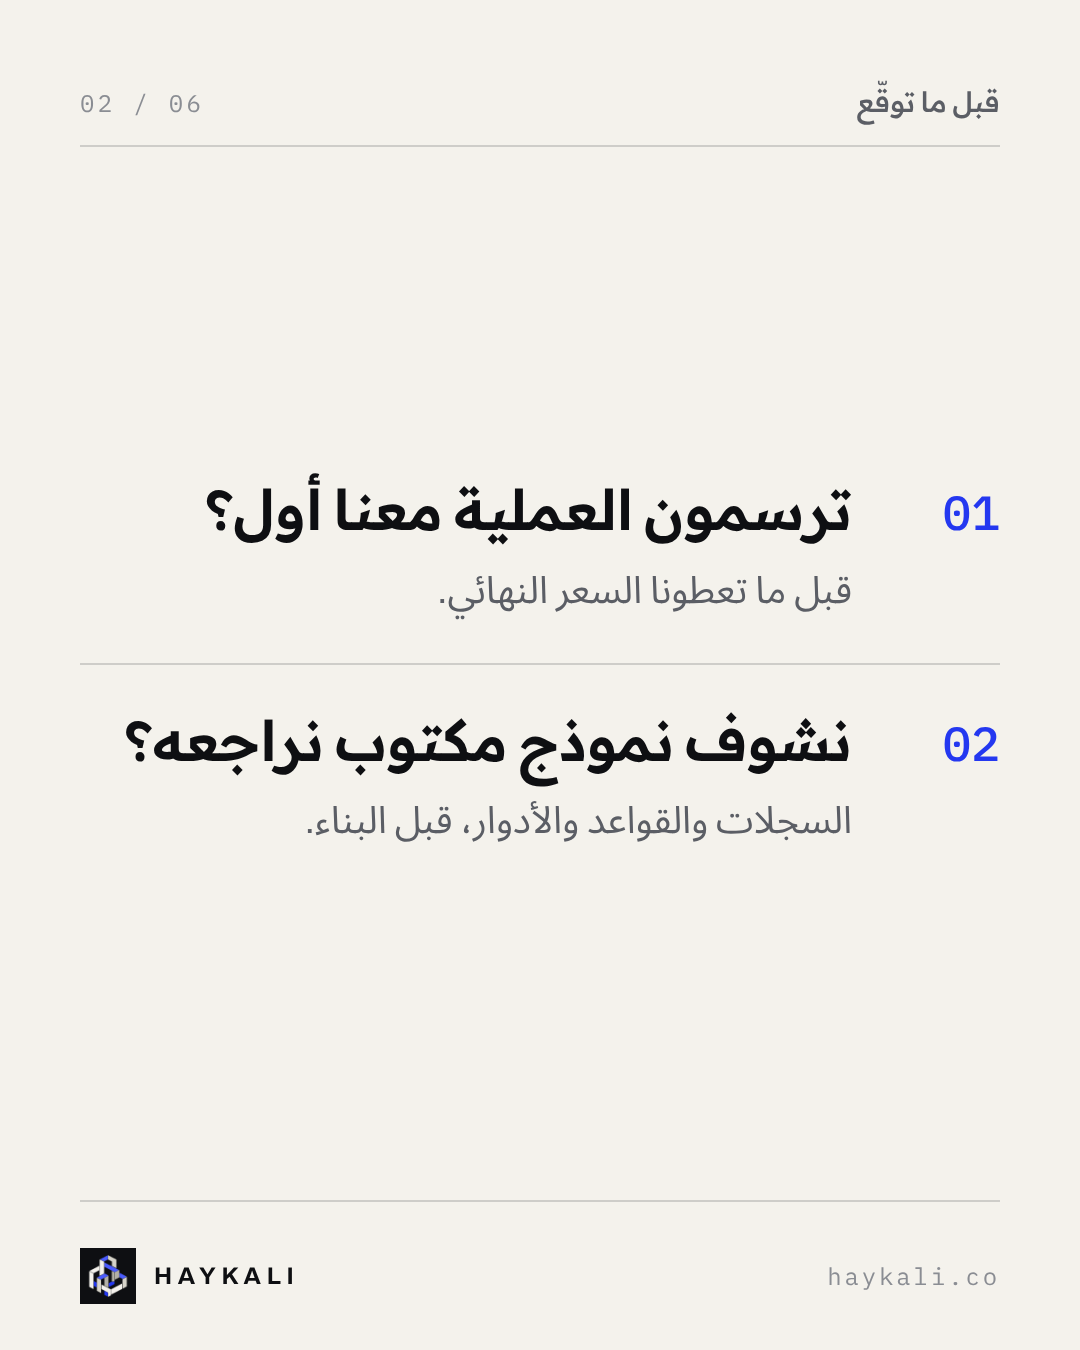 قبل ما توقّع
02 / 06
01 ترسمون العملية معنا أول؟
قبل ما تعطونا السعر النهائي.
02 نشوف نموذج مكتوب نراجعه؟
السجلات والقواعد والأدوار، قبل البناء.
HAYKALI
haykali.co